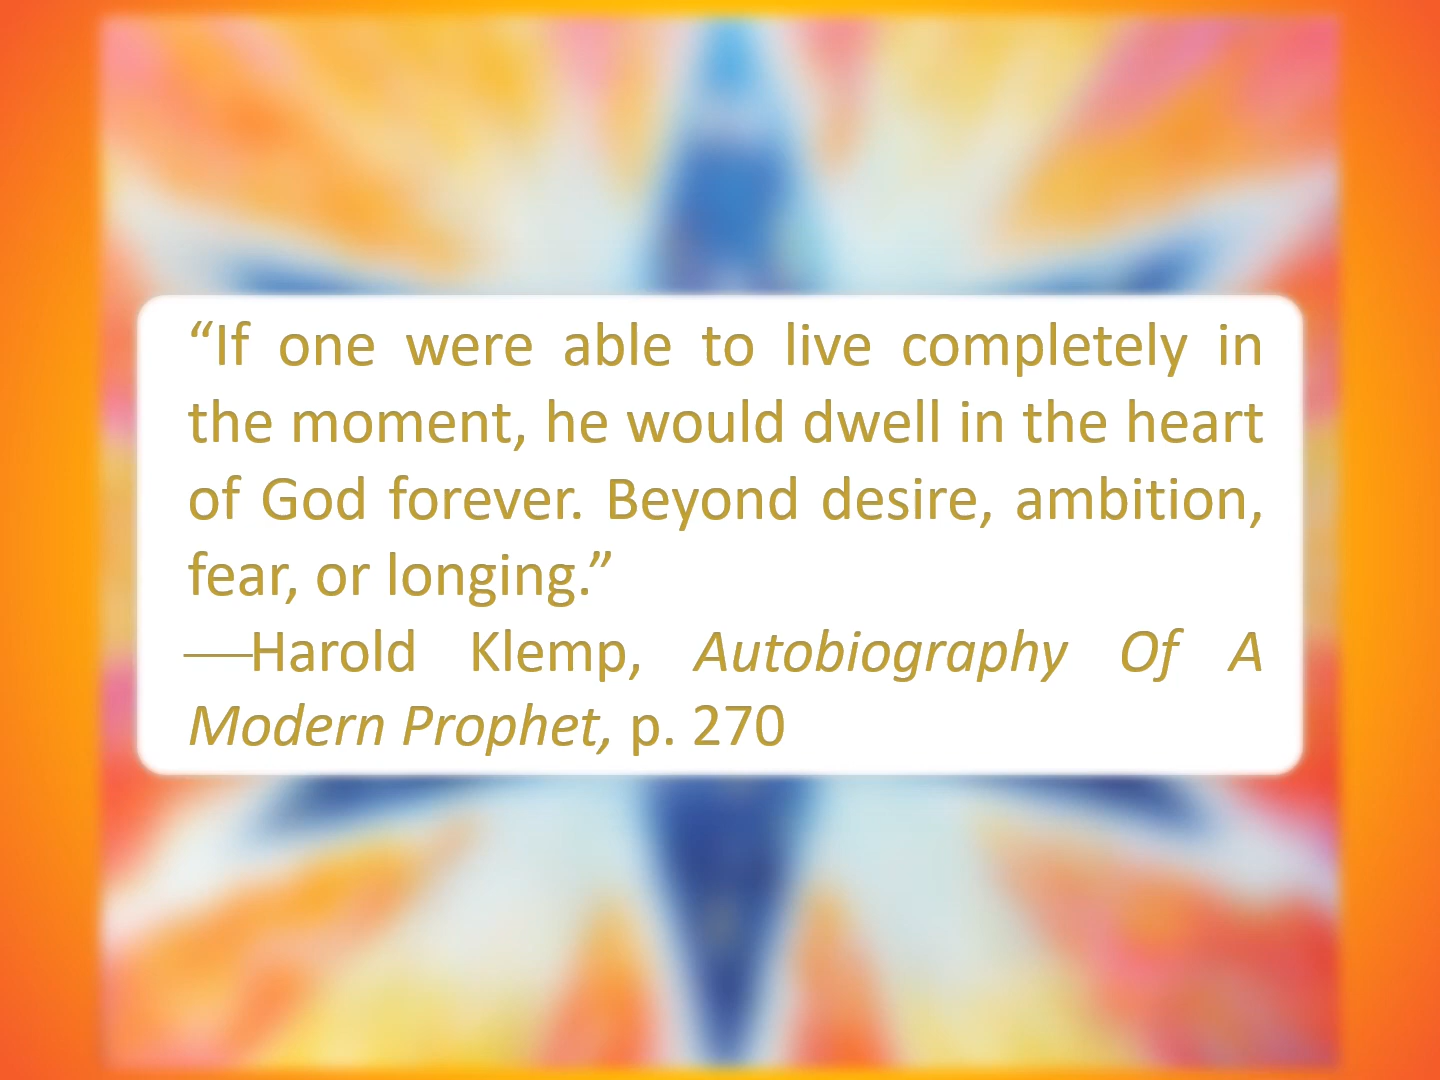 “If one were able to live completely in
the moment, he would dwell in the heart
of God forever. Beyond desire, ambition,
fear, or longing.”
—Harold Klemp, Autobiography Of A
Modern Prophet, p. 270